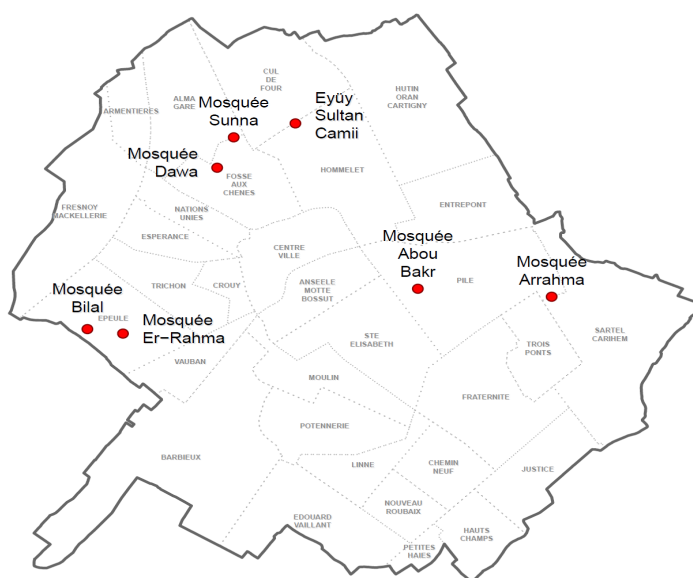 CUL
DE
FOUR
HUTIN
ORAN
CARTIGNY
ALMA
GARE
ARMENTIERES
Mosquée
Sunna
Eyüy
Sultan
Camii
Mosquée
Dawa
FOSSE
AUX
CHENES
HOMMELET
FRESNOY
MACKELLERIE
NATIONS
UNIES
ENTREPONT
ESPERANCE
CENTRE
VILLE
Mosquée
Abou
Bakr
PILE
Mosquée
Arrahma
Mosquée
Bilal
TRICHON
CROUY
ANSEELE
MOTTE
BOSSUT
EPEULE
Mosquée
Er−Rahma
STE
ELISABETH
TROIS
PONTS
SARTEL
CARIHEM
VAUBAN
MOULIN
FRATERNITE
POTENNERIE
BARBIEUX
LINNE
CHEMIN
NEUF
JUSTICE
NOUVEAU
ROUBAIX
EDOUARD
VAILLANT
HAUTS
CHAMPS
PETITES
HAIES